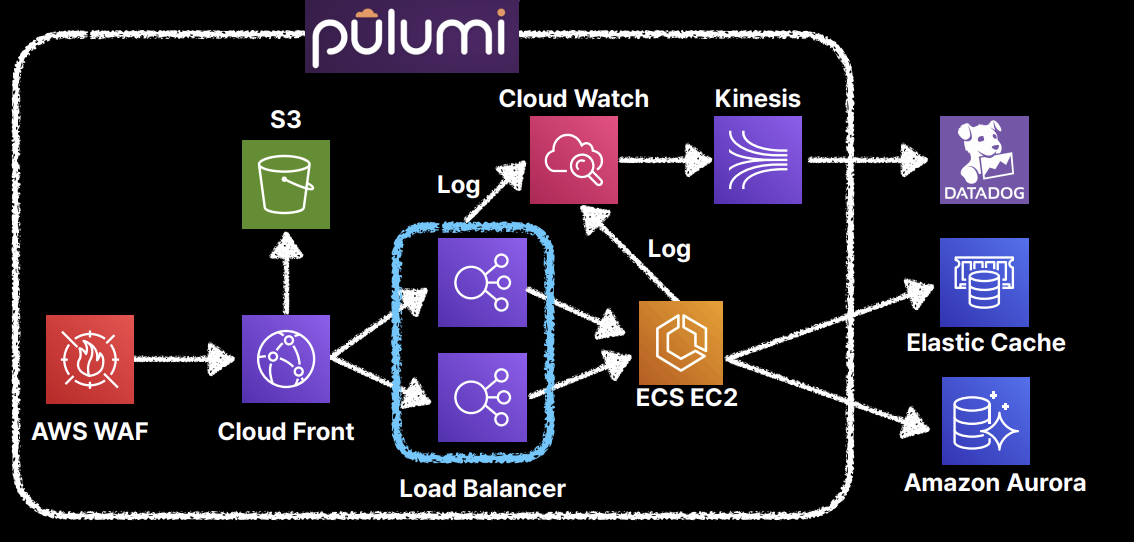 pulumi
Cloud Watch
Kinesis
S3
Log
DATADOG
Log
Elastic Cache
ECS EC2
AWS WAF
Cloud Front
Load Balancer
Amazon Aurora